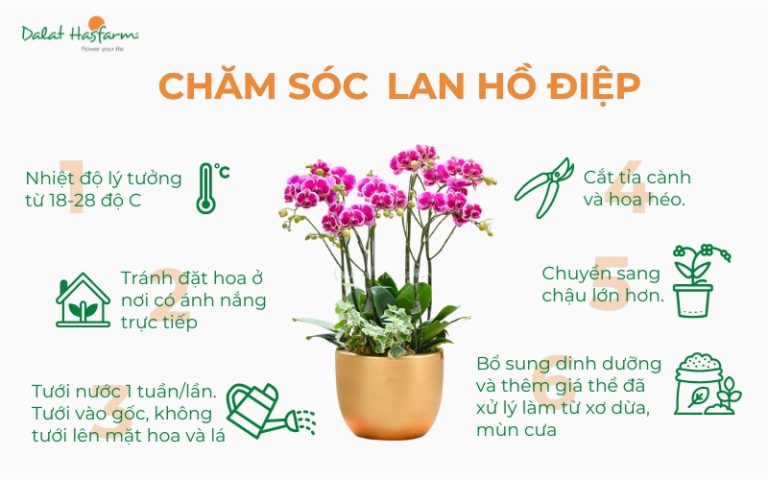 Dalat Hasfarm
Flower your life
CHĂM SÓC LAN HỒ ĐIỆP
1
Nhiệt độ lý tưởng
từ 18-28 độ C
°C
2
Tránh đặt hoa ở
nơi có ánh nắng
trực tiếp
3
Tưới nước 1 tuần/lần.
Tưới vào gốc, không
tưới lên mặt hoa và lá
4
Cắt tỉa cành
và hoa héo.
5
Chuyển sang
chậu lớn hơn.
6
Bổ sung dinh dưỡng
và thêm giá thể đã
xử lý làm từ xơ dừa,
mùn cưa